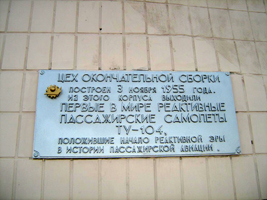 ЦЕХ ОКОНЧАТЕЛЬНОЙ СБОРКИ
ПОСТРОЕН 3 НОЯБРЯ 1955 ГОДА.
ИЗ ЭТОГО КОРПУСА ВЫХОДИЛИ
ПЕРВЫЕ В МИРЕ РЕАКТИВНЫЕ
ПАССАЖИРСКИЕ САМОЛЕТЫ
ТУ-104,
ПОЛОЖИВШИЕ НАЧАЛО РЕАКТИВНОЙ ЭРЫ
В ИСТОРИИ ПАССАЖИРСКОЙ АВИАЦИИ.